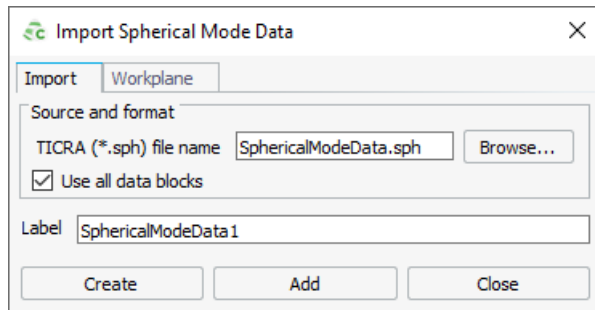 Import Spherical Mode Data
Import Workplane
Source and format
TICRA (*.sph) file name SphericalModeData.sph Browse...
Use all data blocks
Label SphericalModeData1
Create Add Close